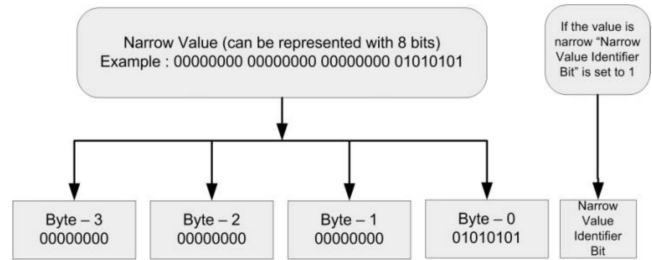 Narrow Value (can be represented with 8 bits)
Example : 00000000 00000000 00000000 01010101
If the value is
narrow “Narrow
Value Identifier
Bit” is set to 1
Byte – 3
00000000
Byte – 2
00000000
Byte – 1
00000000
Byte – 0
01010101
Narrow
Value
Identifier
Bit